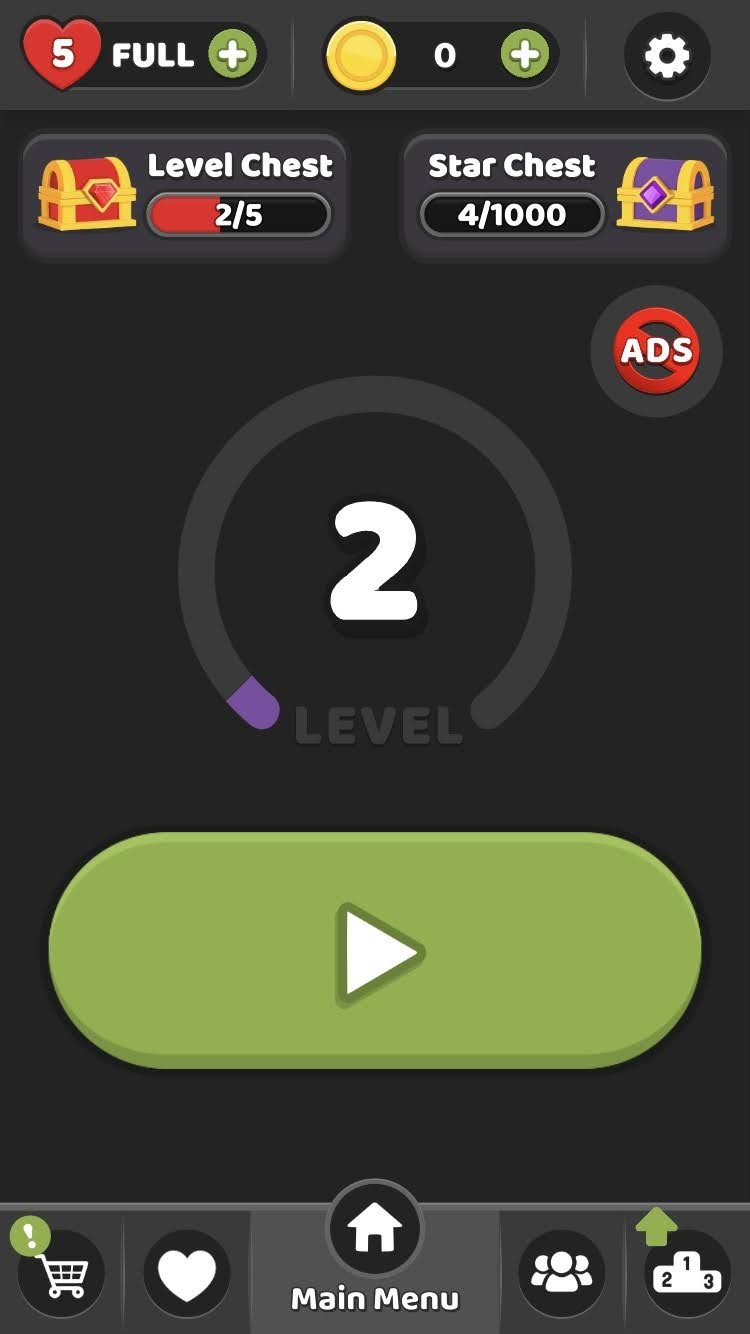 5 FULL
0
Level Chest
2/5
Star Chest
4/1000
ADS
2
LEVEL
!
1
2
3
Main Menu